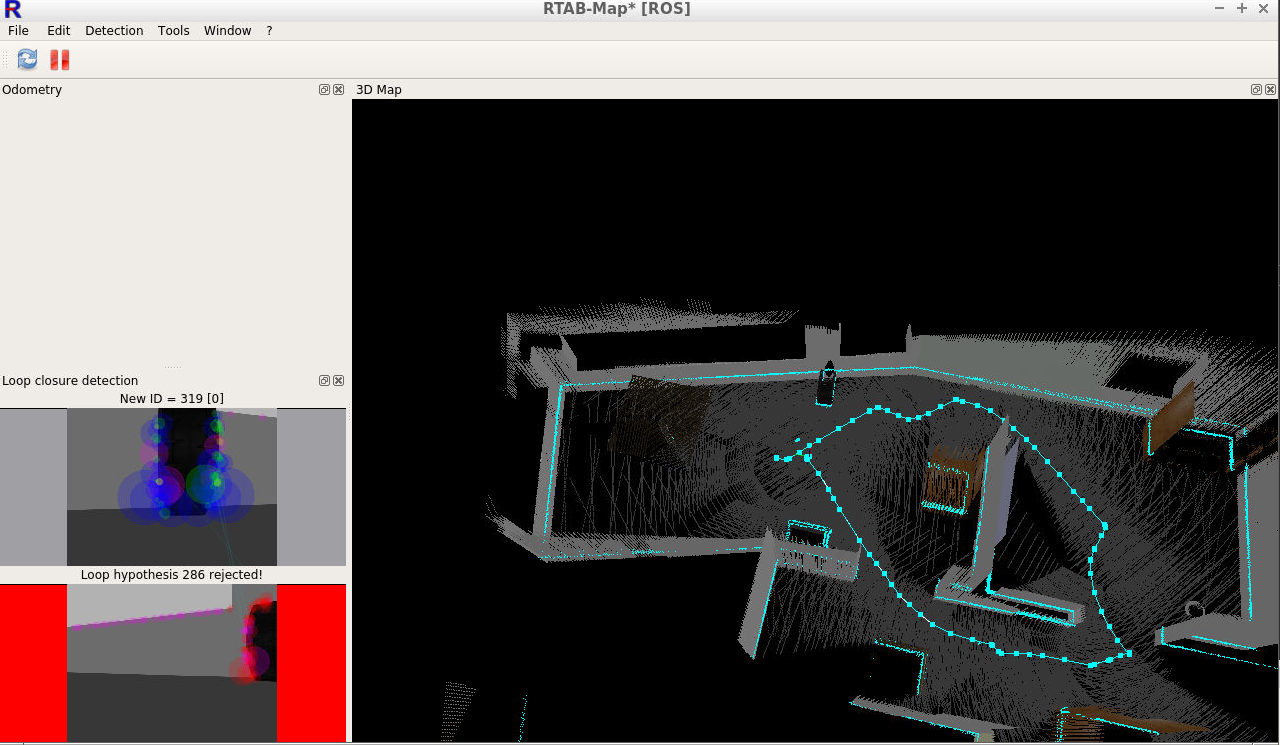 RTAB-Map* [ROS]
File Edit Detection Tools Window ?
Odometry
3D Map
Loop closure detection
New ID = 319 [0]
Loop hypothesis 286 rejected!